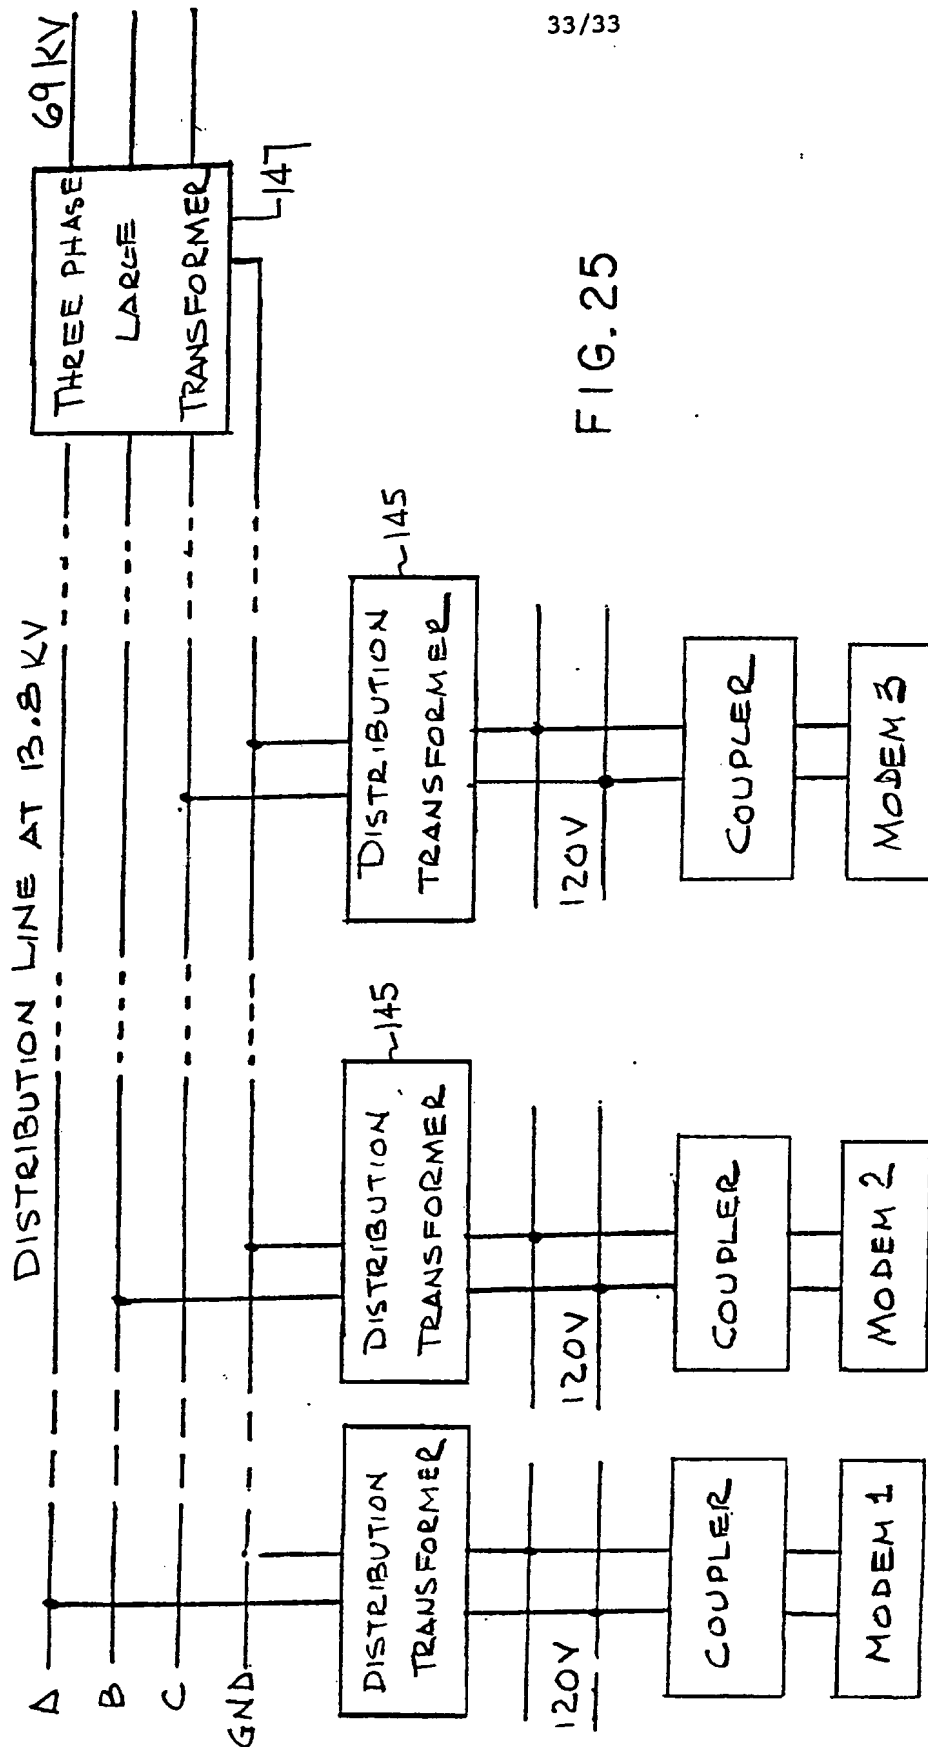 33/33
DISTRIBUTION LINE AT 13.8 KV
69 KV
A
B
C
GND
THREE PHASE
LARGE
TRANSFORMER
147
DISTRIBUTION
TRANSFORMER
DISTRIBUTION
TRANSFORMER
145
DISTRIBUTION
TRANSFORMER
145
120V
120V
120V
COUPLER
COUPLER
COUPLER
MODEM 1
MODEM 2
MODEM 3
FIG. 25